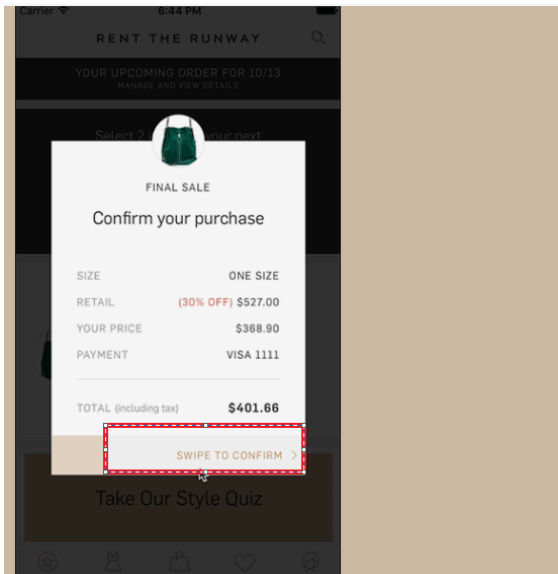 Carrier 6:44 PM
RENT THE RUNWAY
YOUR UPCOMING ORDER FOR 10/13
MANAGE AND VIEW DETAILS
Select 2 your next
FINAL SALE
Confirm your purchase
SIZE ONE SIZE
RETAIL (30% OFF) $527.00
YOUR PRICE $368.90
PAYMENT VISA 1111
TOTAL (including tax) $401.66
SWIPE TO CONFIRM >
Take Our Style Quiz